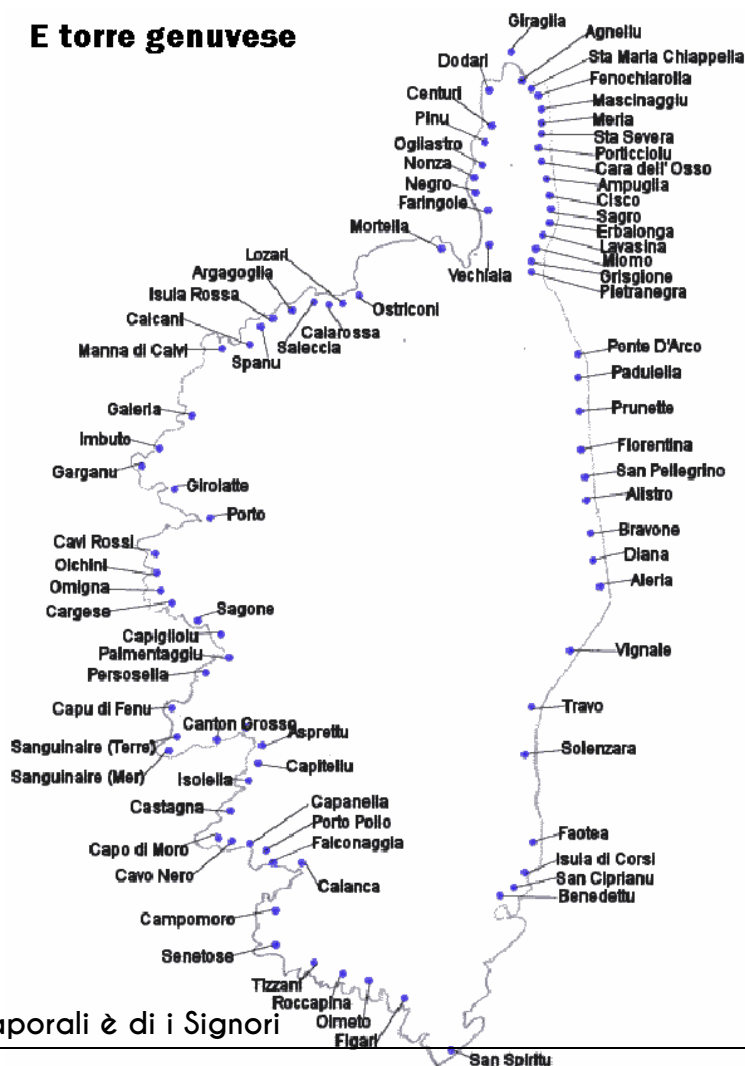 E torre genuvese
Giraglia
Agnellu
Sta Maria Chiappella
Dodari
Fenochiarolla
Centuri
Mascinaggiu
Pinu
Meria
Sta Severa
Ogliastro
Porticciolu
Nonza
Cara dell' Osso
Negro
Ampuglia
Faringole
Cisco
Sagro
Mortella
Erbalonga
Lavasina
Vechiaia
Miomo
Grisgione
Pietranegra
Lozari
Argagoglia
Isula Rossa
Ostriconi
Calcani
Calarossa
Saleccia
Manna di Calvi
Spanu
Ponte D'Arco
Padulella
Galeria
Prunette
Imbuto
Fiorentina
Garganu
San Pellegrino
Girolatte
Alistro
Porto
Bravone
Cavi Rossi
Diana
Olchini
Omigna
Aleria
Cargese
Sagone
Capigliolu
Palmentaggiu
Vignale
Persosella
Capu di Fenu
Travo
Canton Grosso
Asprettu
Sanguinaire (Terre)
Solenzara
Capitellu
Sanguinaire (Mer)
Isolella
Castagna
Capanella
Porto Pollo
Faotea
Capo di Moro
Falconaggia
Isula di Corsi
Cavo Nero
San Ciprianu
Calanca
Benedettu
Campomoro
Senetose
Tizzani
Roccapina
Olmeto
Figari
aporali è di i Signori
San Spiritu